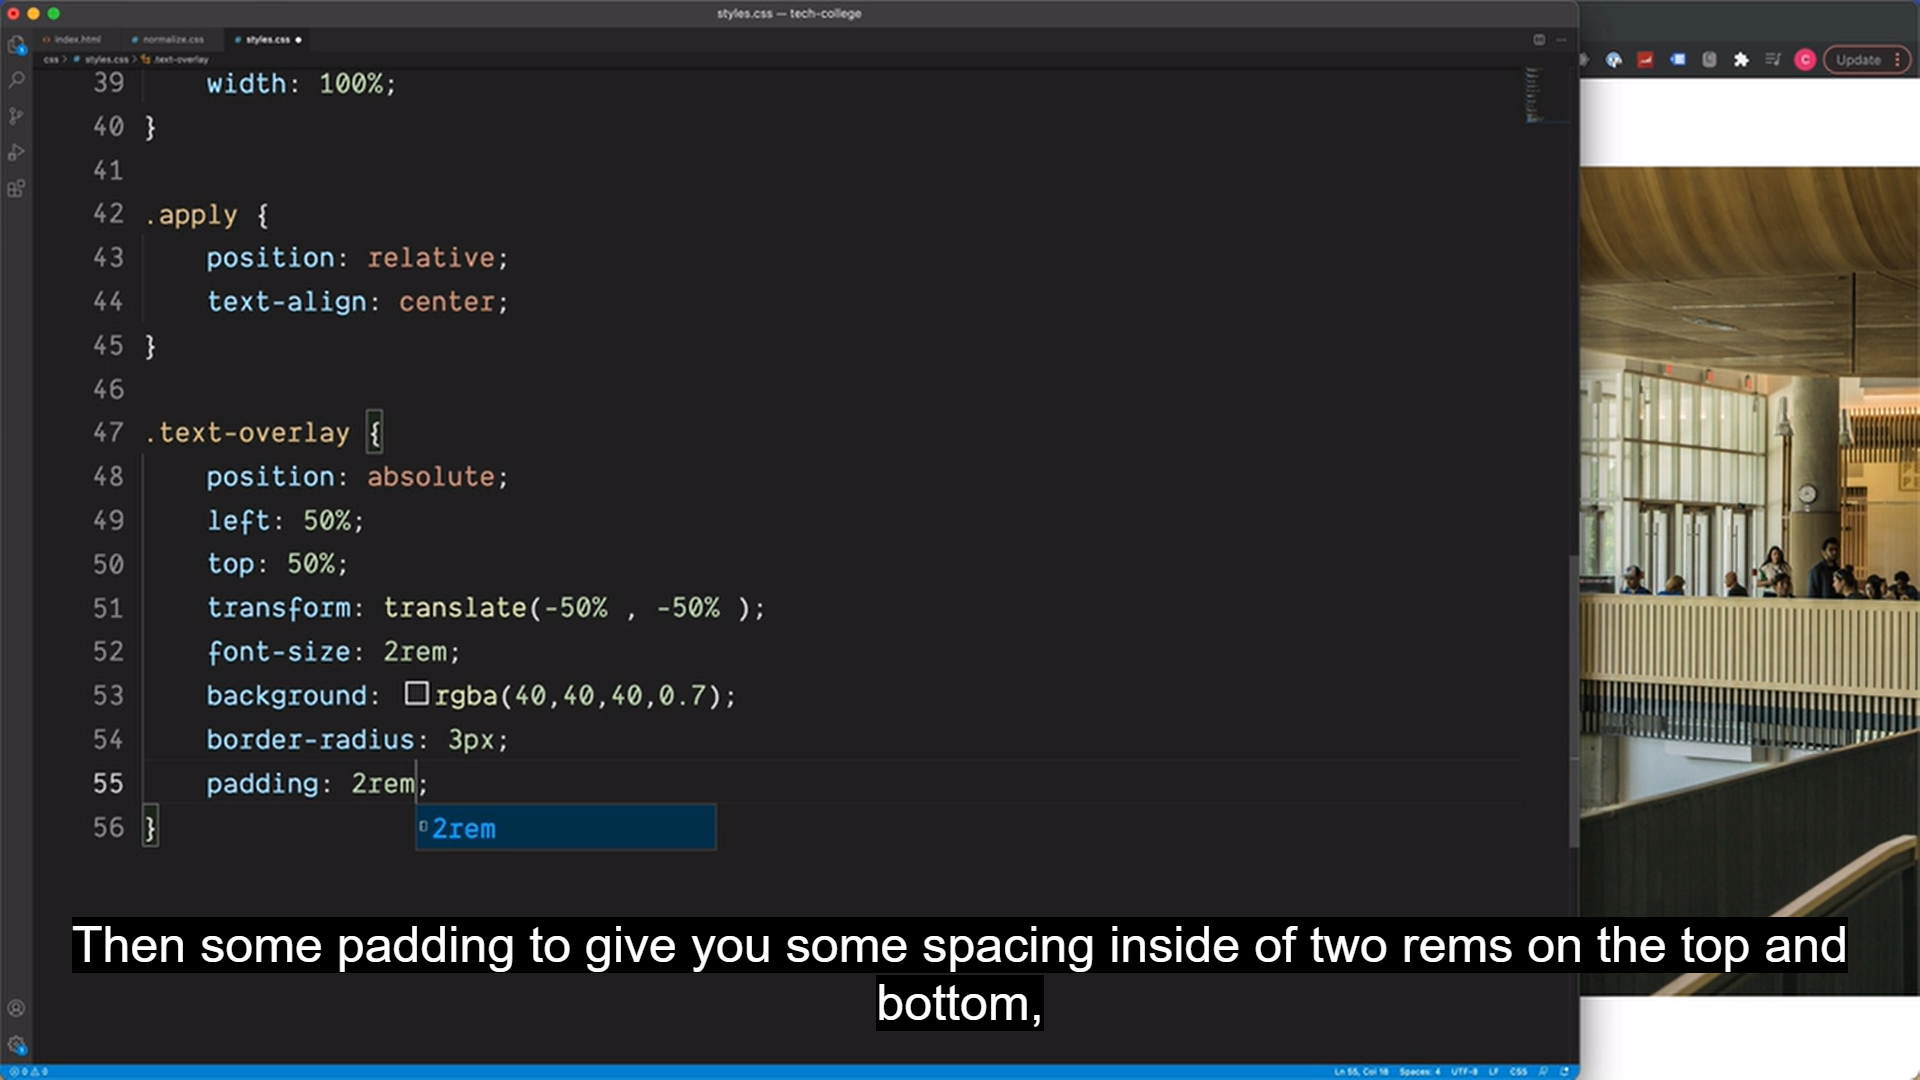 styles.css — tech-college
index.html
normalize.css
styles.css
css > # styles.css > .text-overlay
Update
39 width: 100%;
40 }
41
42 .apply {
43 position: relative;
44 text-align: center;
45 }
46
47 .text-overlay {
48 position: absolute;
49 left: 50%;
50 top: 50%;
51 transform: translate(-50% , -50% );
52 font-size: 2rem;
53 background: rgba(40,40,40,0.7);
54 border-radius: 3px;
55 padding: 2rem;
56 }
2rem
Then some padding to give you some spacing inside of two rems on the top and
bottom,
0 0
Ln 55, Col 18 Spaces: 4 UTF-8 LF CSS